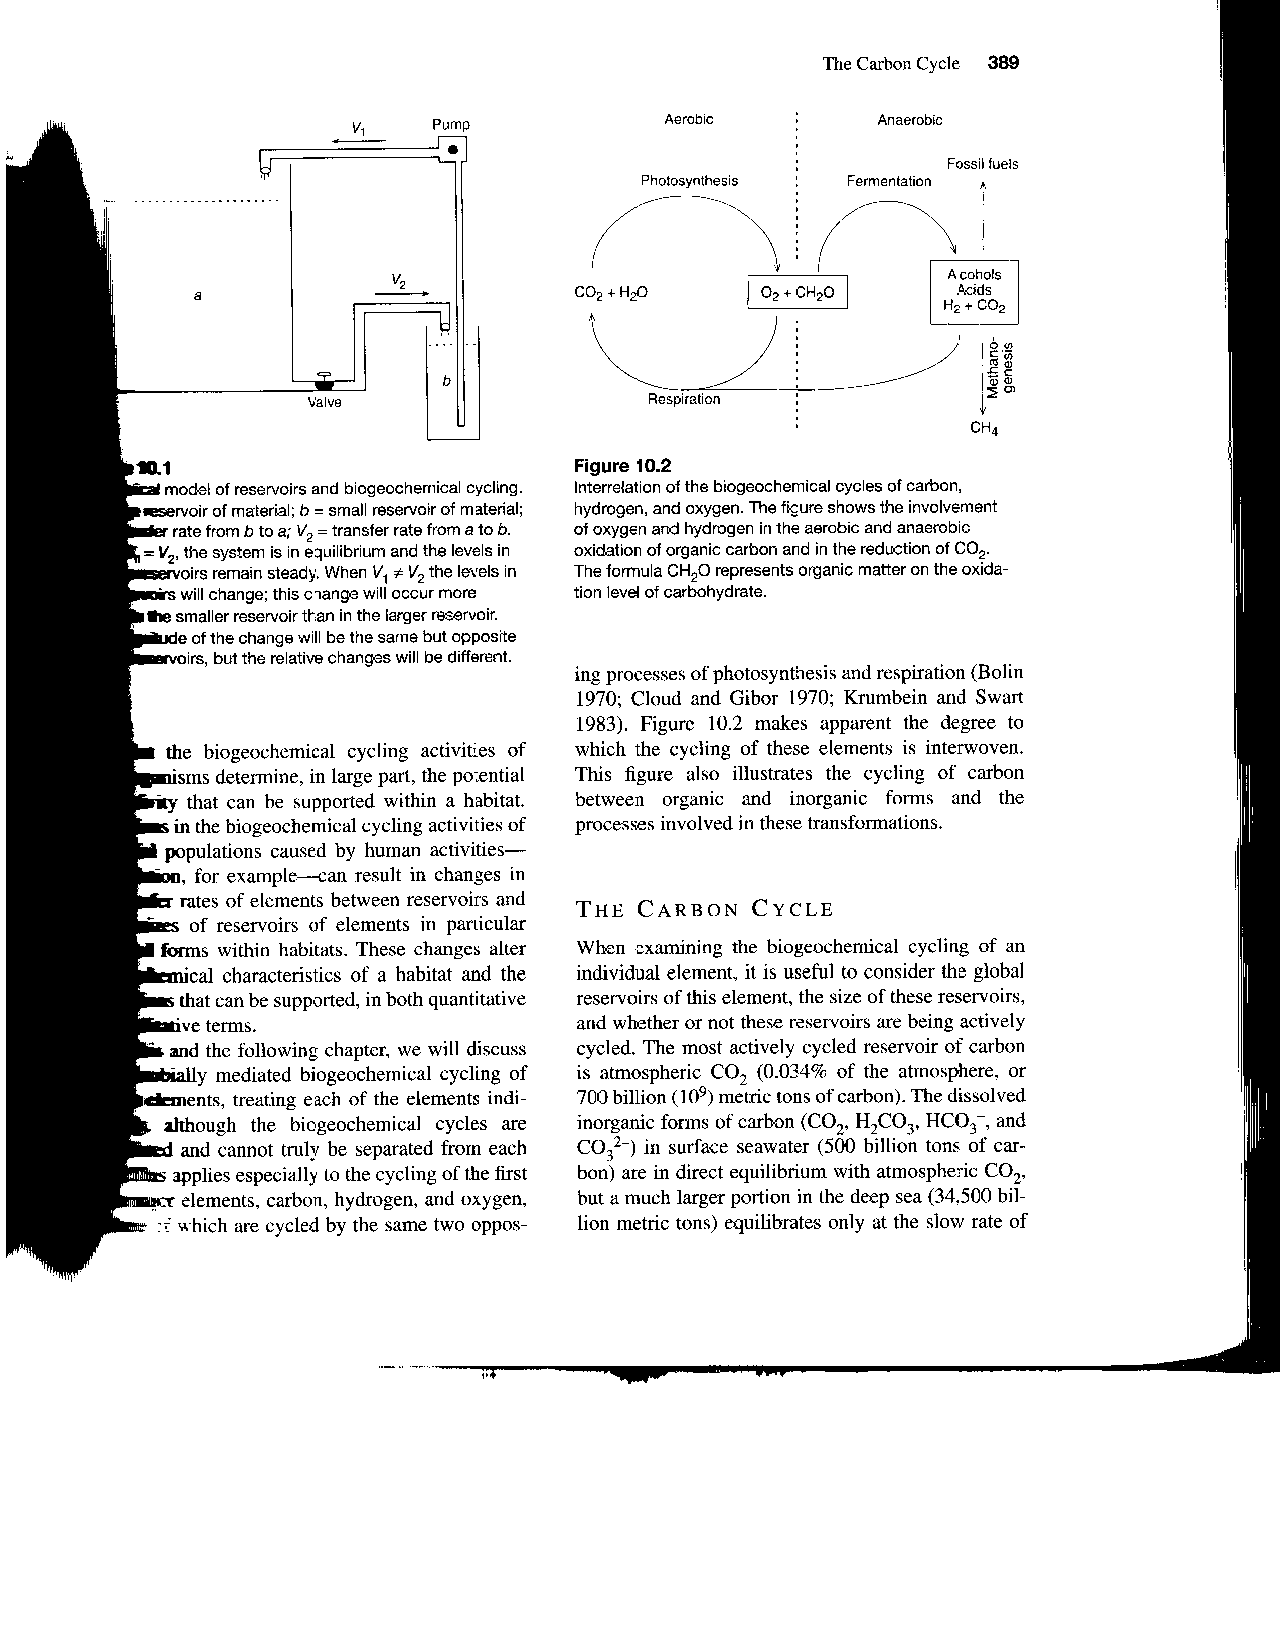 The Carbon Cycle 389
V1 Pump
V2
a
b
Valve
10.1
model of reservoirs and biogeochemical cycling.
reservoir of material; b = small reservoir of material;
rate from b to a; V2 = transfer rate from a to b.
= V2, the system is in equilibrium and the levels in
remain steady. When V1 ≠ V2 the levels in
will change; this change will occur more
the smaller reservoir than in the larger reservoir.
of the change will be the same but opposite
but the relative changes will be different.
the biogeochemical cycling activities of
determine, in large part, the potential
that can be supported within a habitat.
in the biogeochemical cycling activities of
populations caused by human activities—
for example—can result in changes in
rates of elements between reservoirs and
of reservoirs of elements in particular
forms within habitats. These changes alter
characteristics of a habitat and the
that can be supported, in both quantitative
terms.
and the following chapter, we will discuss
mediated biogeochemical cycling of
elements, treating each of the elements indi-
although the biogeochemical cycles are
and cannot truly be separated from each
applies especially to the cycling of the first
elements, carbon, hydrogen, and oxygen,
of which are cycled by the same two oppos-
Aerobic Anaerobic
Fossil fuels
Photosynthesis Fermentation
CO2 + H2O
O2 + CH2O
Alcohols
Acids
H2 + CO2
Methano-
genesis
Respiration
CH4
Figure 10.2
Interrelation of the biogeochemical cycles of carbon,
hydrogen, and oxygen. The figure shows the involvement
of oxygen and hydrogen in the aerobic and anaerobic
oxidation of organic carbon and in the reduction of CO2.
The formula CH2O represents organic matter on the oxida-
tion level of carbohydrate.
ing processes of photosynthesis and respiration (Bolin
1970; Cloud and Gibor 1970; Krumbein and Swart
1983). Figure 10.2 makes apparent the degree to
which the cycling of these elements is interwoven.
This figure also illustrates the cycling of carbon
between organic and inorganic forms and the
processes involved in these transformations.
THE CARBON CYCLE
When examining the biogeochemical cycling of an
individual element, it is useful to consider the global
reservoirs of this element, the size of these reservoirs,
and whether or not these reservoirs are being actively
cycled. The most actively cycled reservoir of carbon
is atmospheric CO2 (0.034% of the atmosphere, or
700 billion (10⁹) metric tons of carbon). The dissolved
inorganic forms of carbon (CO2, H2CO3, HCO3⁻, and
CO3²⁻) in surface seawater (500 billion tons of car-
bon) are in direct equilibrium with atmospheric CO2,
but a much larger portion in the deep sea (34,500 bil-
lion metric tons) equilibrates only at the slow rate of